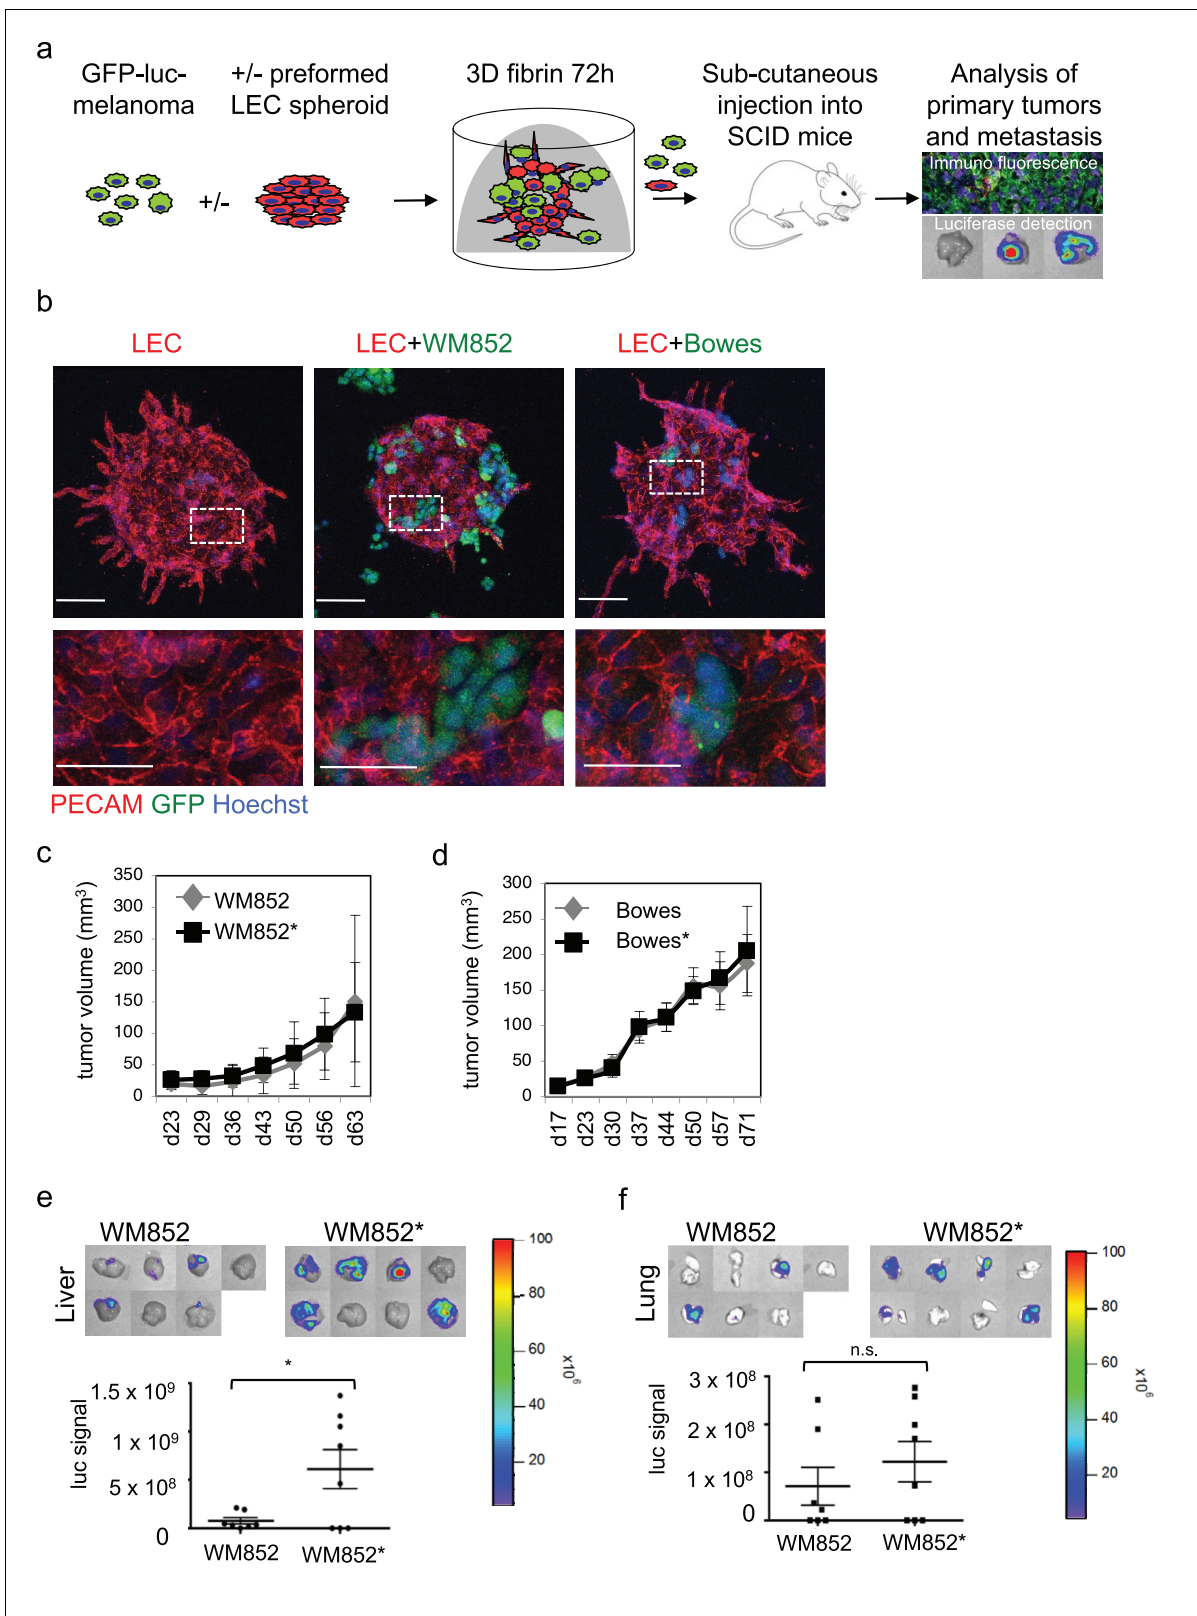 a
GFP-luc-
melanoma
+/- preformed
LEC spheroid
3D fibrin 72h
Sub-cutaneous
injection into
SCID mice
Analysis of
primary tumors
and metastasis
+/-
Immuno fluorescence
Luciferase detection
b
LEC
LEC+WM852
LEC+Bowes
PECAM GFP Hoechst
c
tumor volume (mm³)
350
300
250
200
150
100
50
0
WM852
WM852*
d23
d29
d36
d43
d50
d56
d63
d
tumor volume (mm³)
300
250
200
150
100
50
0
Bowes
Bowes*
d17
d23
d30
d37
d44
d50
d57
d71
e
WM852
WM852*
Liver
100
80
60
40
20
x10⁶
*
luc signal
1.5 x 10⁹
1 x 10⁹
5 x 10⁸
0
WM852
WM852*
f
WM852
WM852*
Lung
100
80
60
40
20
x10⁶
n.s.
luc signal
3 x 10⁸
2 x 10⁸
1 x 10⁸
0
WM852
WM852*